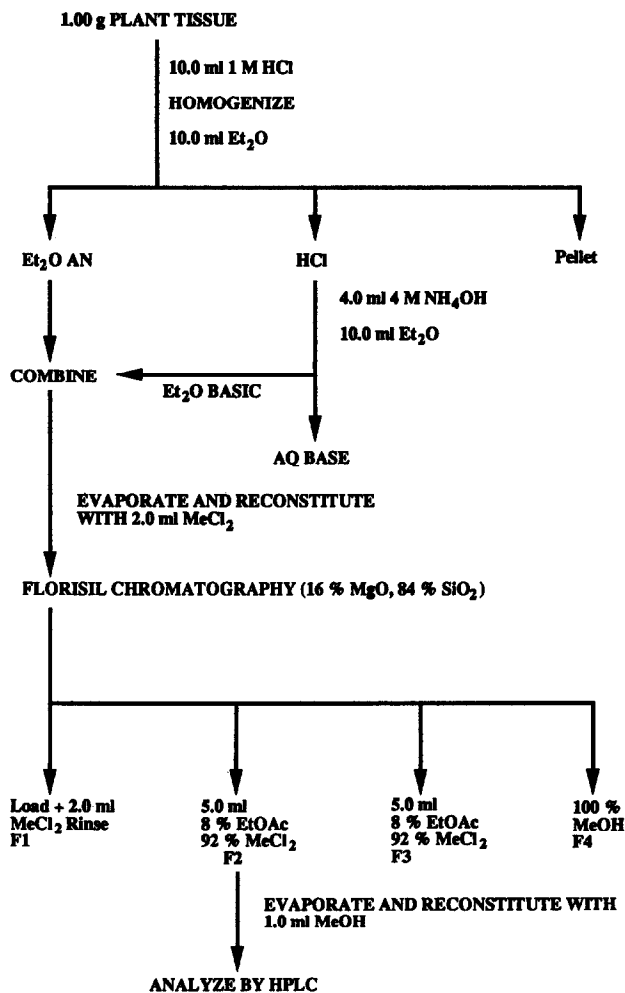 1.00 g PLANT TISSUE
10.0 ml 1 M HCl
HOMOGENIZE
10.0 ml Et₂O
Et₂O AN
HCl
Pellet
4.0 ml 4 M NH₄OH
10.0 ml Et₂O
COMBINE
Et₂O BASIC
AQ BASE
EVAPORATE AND RECONSTITUTE
WITH 2.0 ml MeCl₂
FLORISIL CHROMATOGRAPHY (16 % MgO, 84 % SiO₂)
Load + 2.0 ml
MeCl₂ Rinse
F1
5.0 ml
8 % EtOAc
92 % MeCl₂
F2
5.0 ml
8 % EtOAc
92 % MeCl₂
F3
100 %
MeOH
F4
EVAPORATE AND RECONSTITUTE WITH
1.0 ml MeOH
ANALYZE BY HPLC